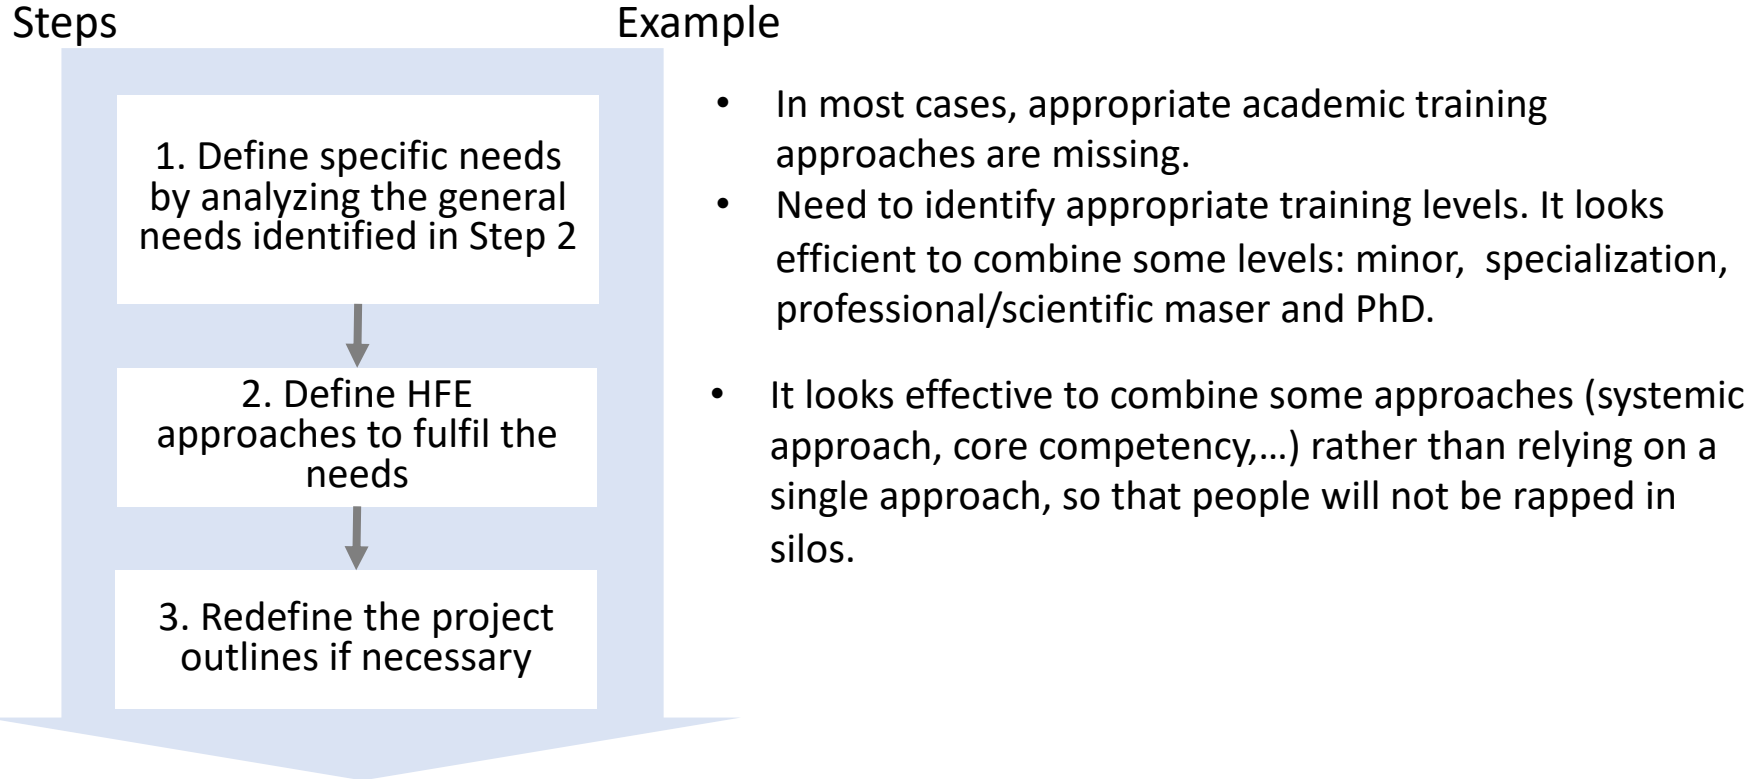 Steps
Example
1. Define specific needs
by analyzing the general
needs identified in Step 2
• In most cases, appropriate academic training
approaches are missing.
• Need to identify appropriate training levels. It looks
efficient to combine some levels: minor,  specialization,
professional/scientific maser and PhD.
2. Define HFE
approaches to fulfil the
needs
• It looks effective to combine some approaches (systemic
approach, core competency,…) rather than relying on a
single approach, so that people will not be rapped in
silos.
3. Redefine the project
outlines if necessary